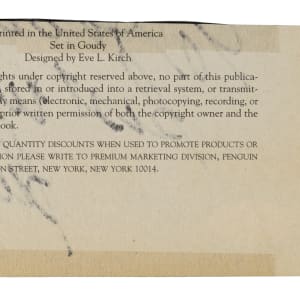 rinted in the United States of America
Set in Goudy
Designed by Eve L. Kirch
ghts under copyright reserved above, no part of this publica-
stored in or introduced into a retrieval system, or transmit-
y means (electronic, mechanical, photocopying, recording, or
prior written permission of both the copyright owner and the
ook.
QUANTITY DISCOUNTS WHEN USED TO PROMOTE PRODUCTS OR
ION PLEASE WRITE TO PREMIUM MARKETING DIVISION, PENGUIN
N STREET, NEW YORK, NEW YORK 10014.